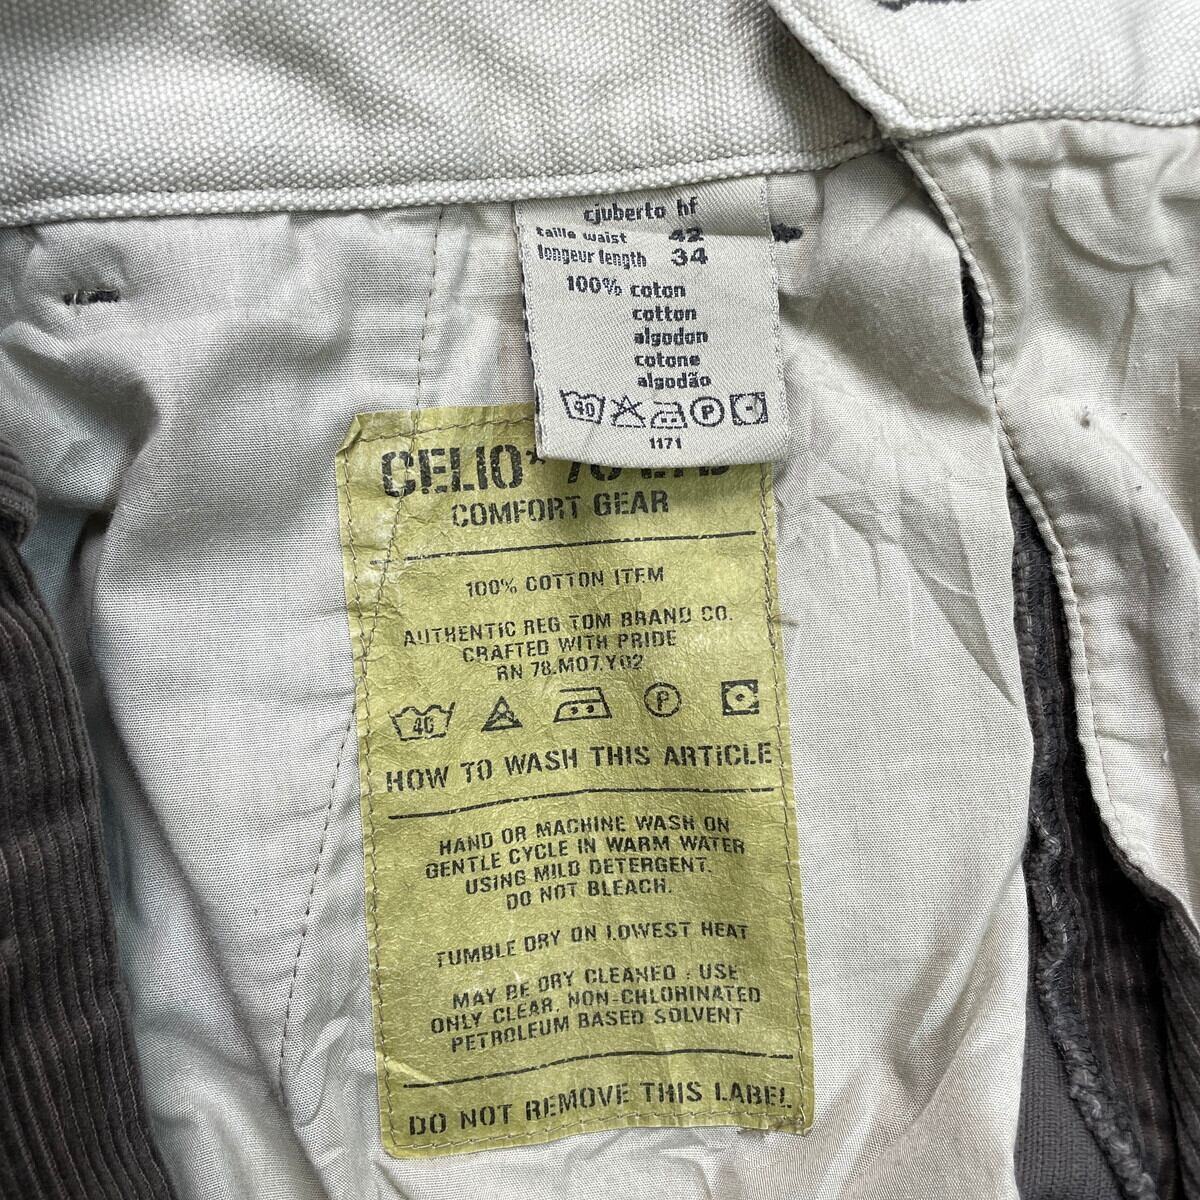 cjuberto hf
taille waist 42
longeur length 34
100% coton
cotton
algodon
cotone
algodão
40 P
1171
CELIO*
COMFORT GEAR
100% COTTON ITEM
AUTHENTIC REG TOM BRAND CO.
CRAFTED WITH PRIDE
RN 78.M07.Y02
40 P
HOW TO WASH THIS ARTICLE
HAND OR MACHINE WASH ON
GENTLE CYCLE IN WARM WATER
USING MILD DETERGENT.
DO NOT BLEACH.
TUMBLE DRY ON LOWEST HEAT
MAY BE DRY CLEANED : USE
ONLY CLEAR, NON-CHLORINATED
PETROLEUM BASED SOLVENT
DO NOT REMOVE THIS LABEL